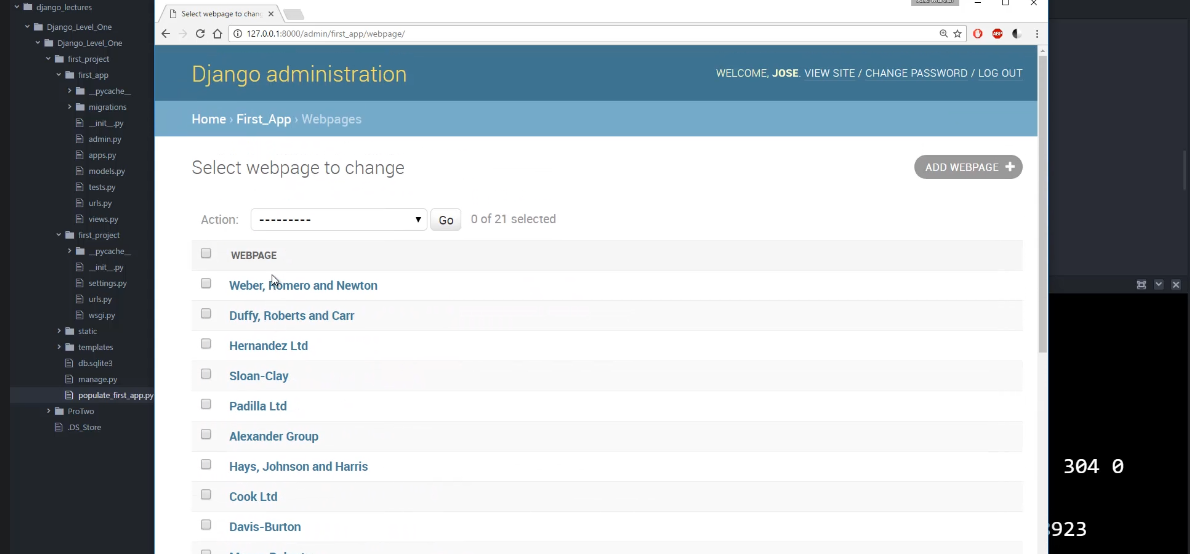 django_lectures
Django_Level_One
Django_Level_One
first_project
first_app
__pycache__
migrations
__init__.py
admin.py
apps.py
models.py
tests.py
urls.py
views.py
first_project
__pycache__
__init__.py
settings.py
urls.py
wsgi.py
static
templates
db.sqlite3
manage.py
populate_first_app.py
ProTwo
.DS_Store
Select webpage to chan
127.0.0.1:8000/admin/first_app/webpage/
Django administration
WELCOME, JOSE. VIEW SITE / CHANGE PASSWORD / LOG OUT
Home › First_App › Webpages
Select webpage to change
ADD WEBPAGE +
Action: --------- Go 0 of 21 selected
WEBPAGE
Weber, Romero and Newton
Duffy, Roberts and Carr
Hernandez Ltd
Sloan-Clay
Padilla Ltd
Alexander Group
Hays, Johnson and Harris
Cook Ltd
Davis-Burton
304 0
923